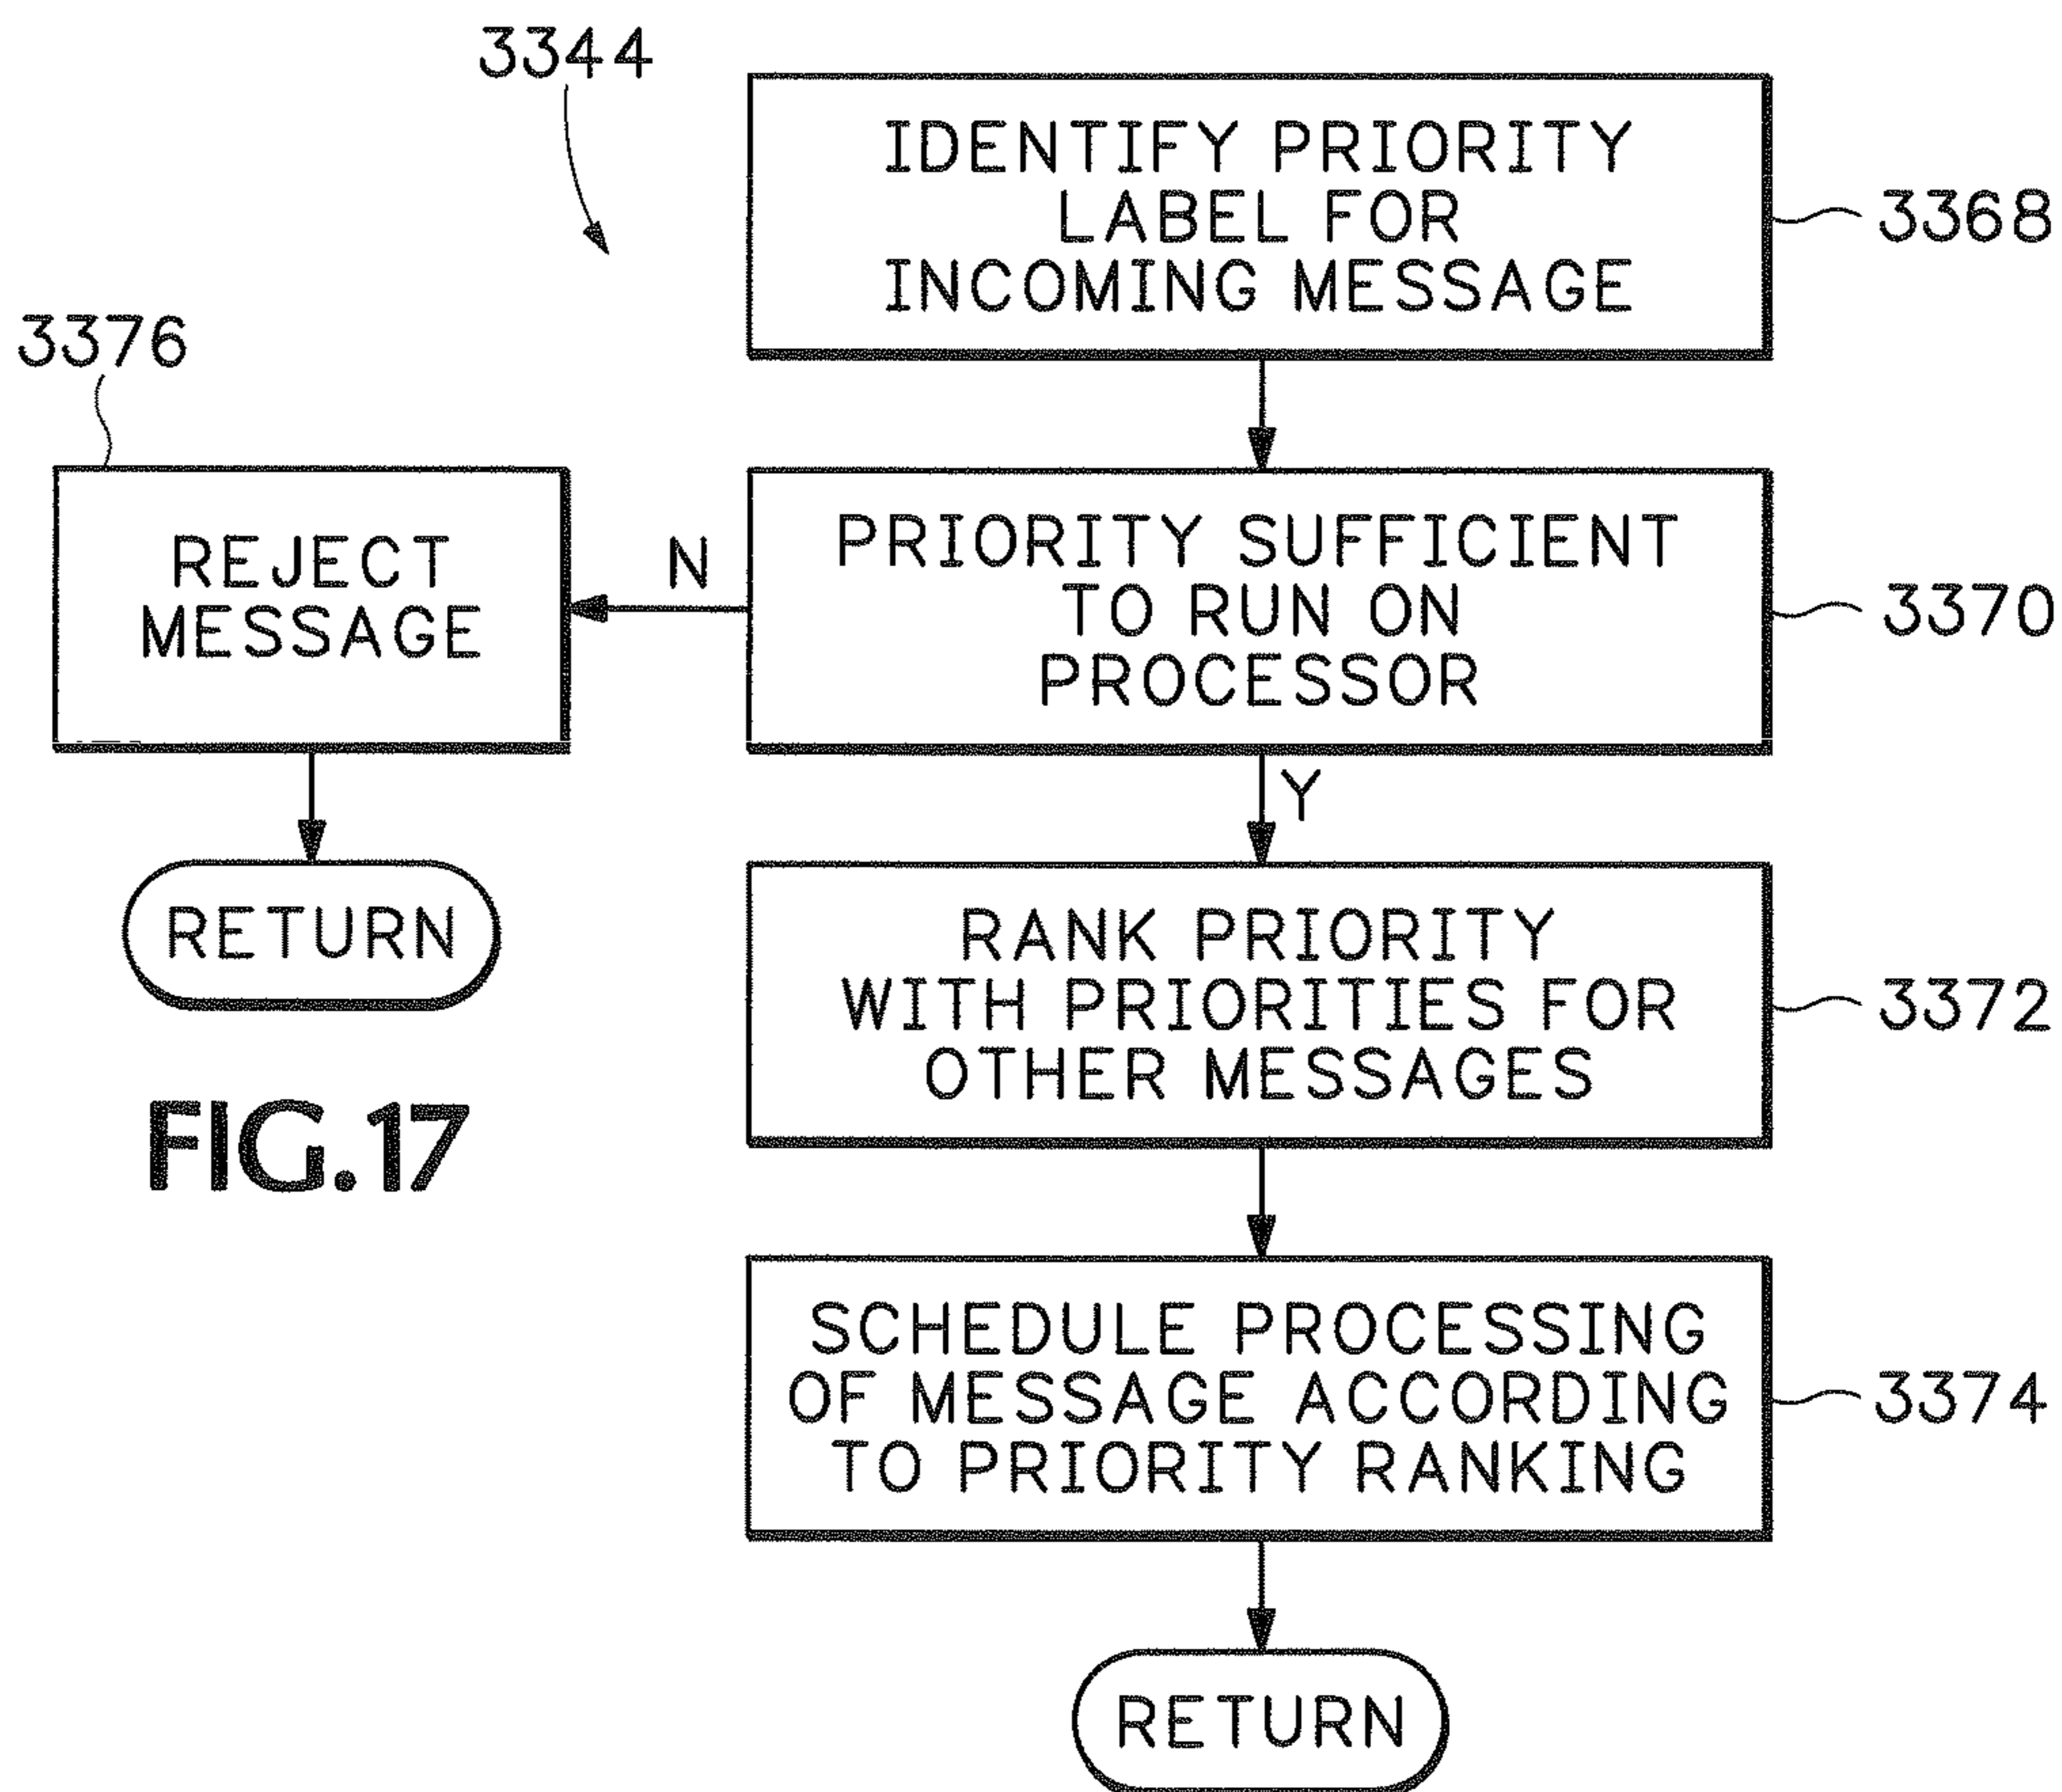 3344
IDENTIFY PRIORITY
LABEL FOR
INCOMING MESSAGE
3368
3376
REJECT
MESSAGE
N
PRIORITY SUFFICIENT
TO RUN ON
PROCESSOR
3370
Y
RETURN
RANK PRIORITY
WITH PRIORITIES FOR
OTHER MESSAGES
3372
FIG.17
SCHEDULE PROCESSING
OF MESSAGE ACCORDING
TO PRIORITY RANKING
3374
RETURN